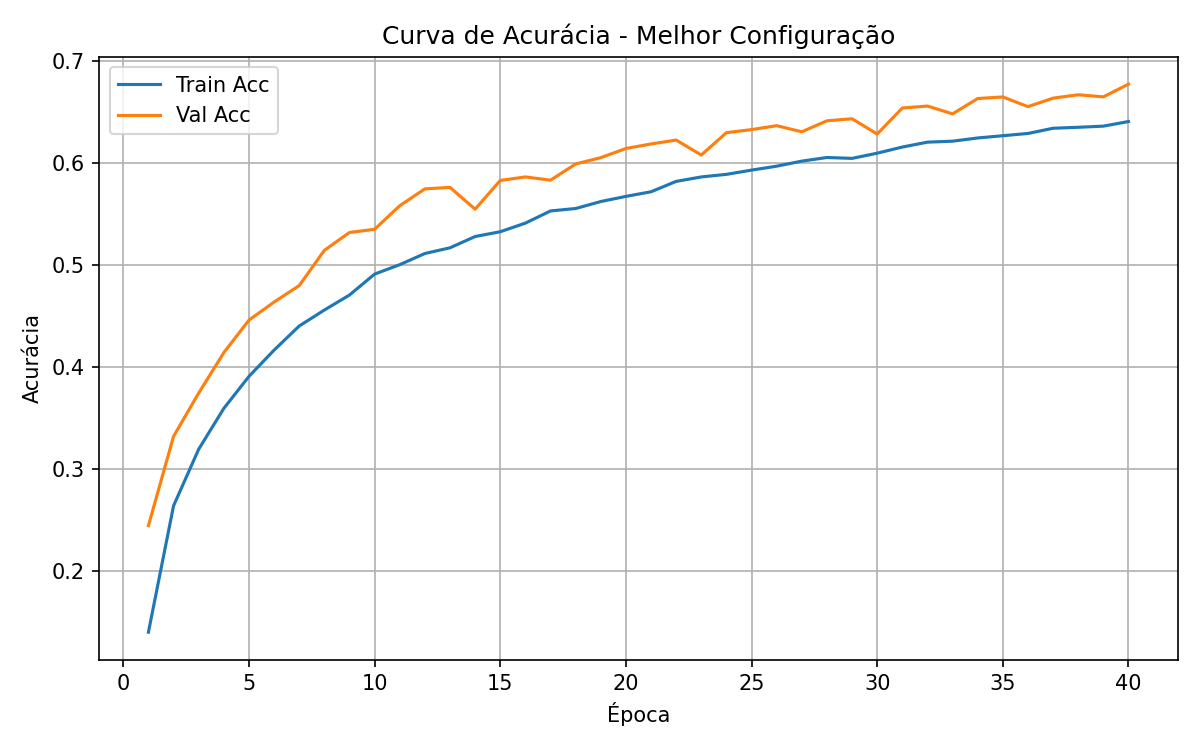 Curva de Acurácia - Melhor Configuração
Train Acc
Val Acc
0.7
0.6
0.5
0.4
0.3
0.2
Acurácia
0 5 10 15 20 25 30 35 40
Época